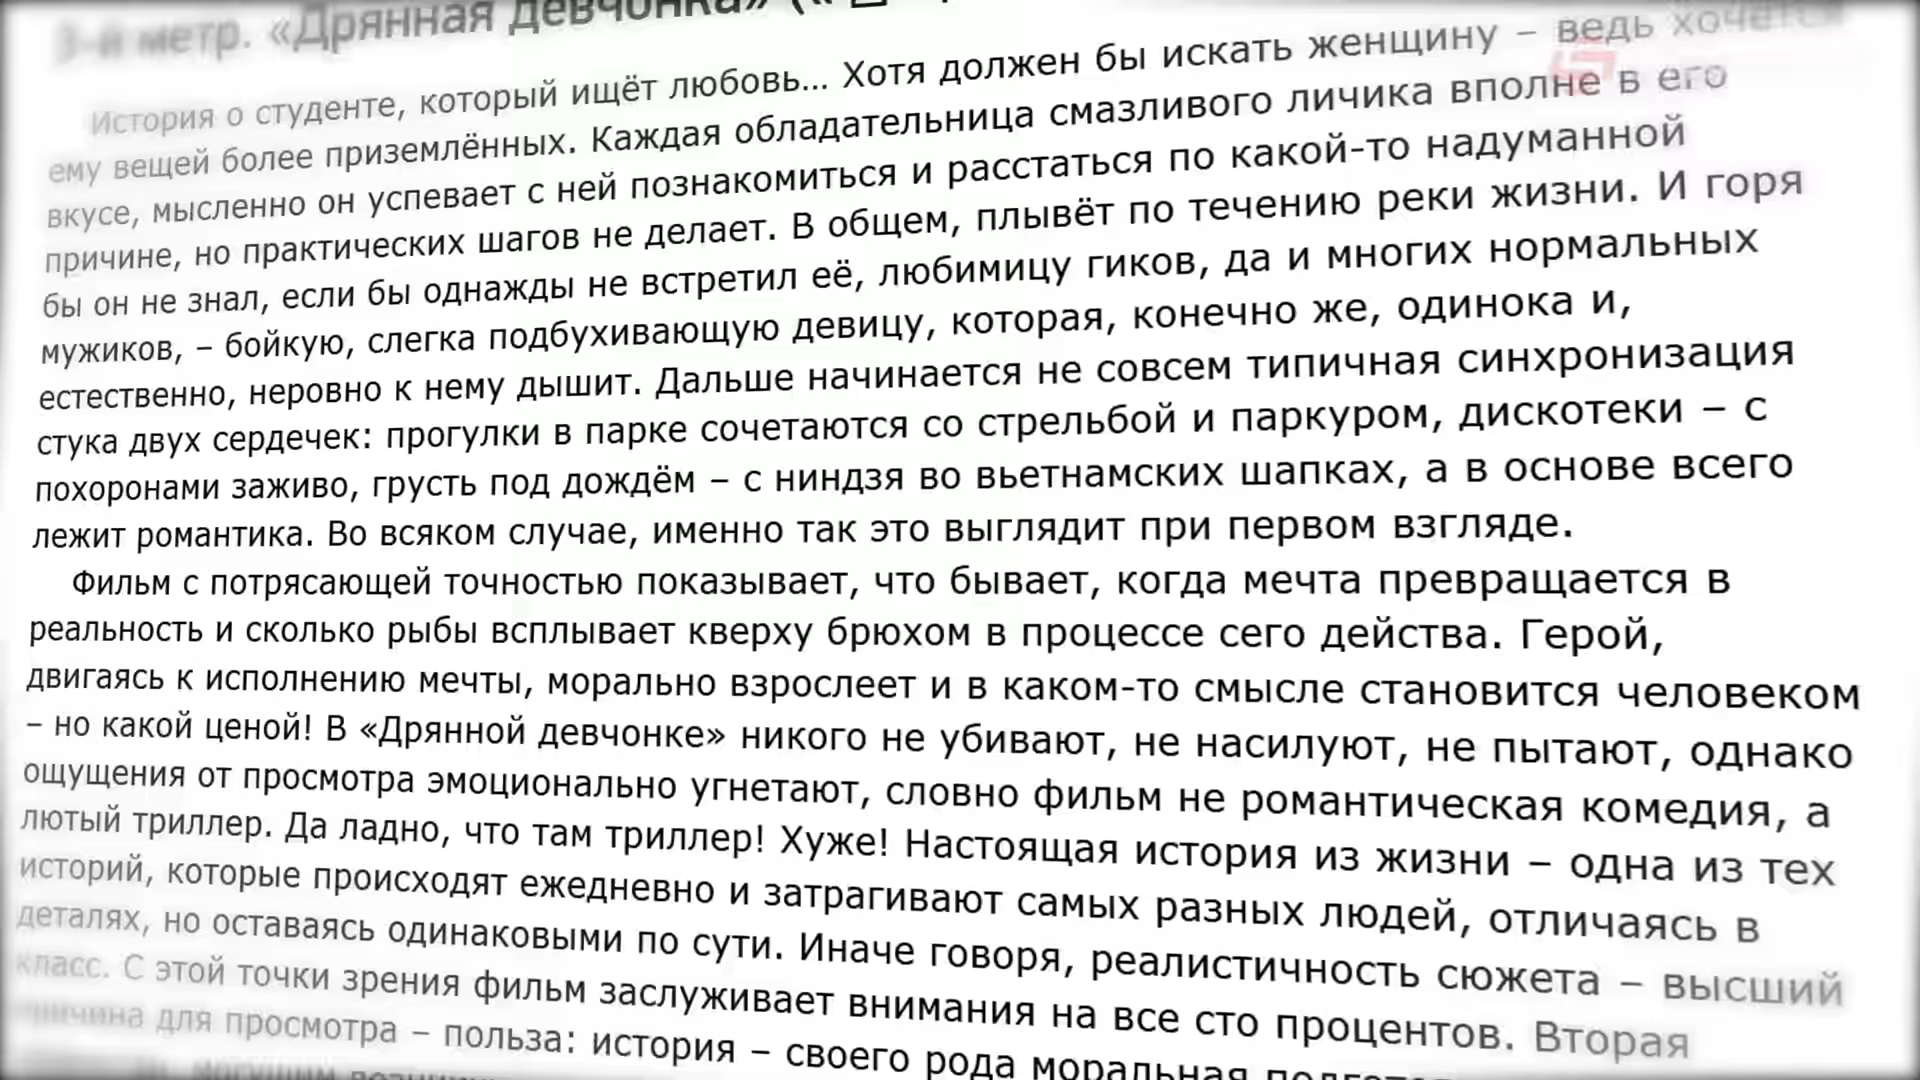 3-й метр. «Дрянная девчонка» («
История о студенте, который ищёт любовь... Хотя должен бы искать женщину – ведь хочется
ему вещей более приземлённых. Каждая обладательница смазливого личика вполне в его
вкусе, мысленно он успевает с ней познакомиться и расстаться по какой-то надуманной
причине, но практических шагов не делает. В общем, плывёт по течению реки жизни. И горя
бы он не знал, если бы однажды не встретил её, любимицу гиков, да и многих нормальных
мужиков, – бойкую, слегка подбухивающую девицу, которая, конечно же, одинока и,
естественно, неровно к нему дышит. Дальше начинается не совсем типичная синхронизация
стука двух сердечек: прогулки в парке сочетаются со стрельбой и паркуром, дискотеки – с
похоронами заживо, грусть под дождём – с ниндзя во вьетнамских шапках, а в основе всего
лежит романтика. Во всяком случае, именно так это выглядит при первом взгляде.
Фильм с потрясающей точностью показывает, что бывает, когда мечта превращается в
реальность и сколько рыбы всплывает кверху брюхом в процессе сего действа. Герой,
двигаясь к исполнению мечты, морально взрослеет и в каком-то смысле становится человеком
– но какой ценой! В «Дрянной девчонке» никого не убивают, не насилуют, не пытают, однако
ощущения от просмотра эмоционально угнетают, словно фильм не романтическая комедия, а
лютый триллер. Да ладно, что там триллер! Хуже! Настоящая история из жизни – одна из тех
историй, которые происходят ежедневно и затрагивают самых разных людей, отличаясь в
деталях, но оставаясь одинаковыми по сути. Иначе говоря, реалистичность сюжета – высший
класс. С этой точки зрения фильм заслуживает внимания на все сто процентов. Вторая
причина для просмотра – польза: история – своего рода моральная